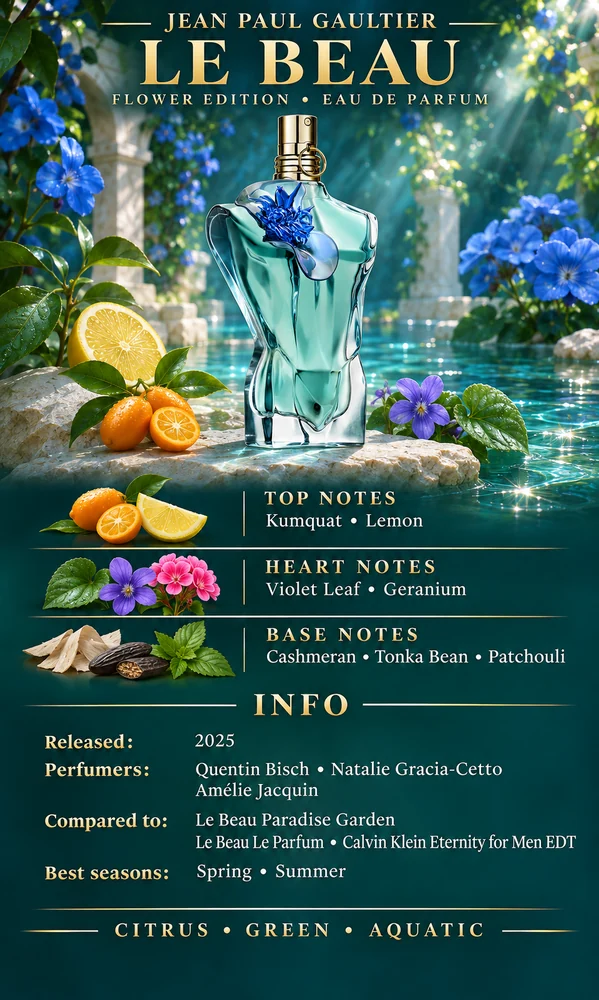 JEAN PAUL GAULTIER
LE BEAU
FLOWER EDITION • EAU DE PARFUM
TOP NOTES
Kumquat • Lemon
HEART NOTES
Violet Leaf • Geranium
BASE NOTES
Cashmeran • Tonka Bean • Patchouli
INFO
Released: 2025
Perfumers: Quentin Bisch • Natalie Gracia-Cetto
Amélie Jacquin
Compared to: Le Beau Paradise Garden
Le Beau Le Parfum • Calvin Klein Eternity for Men EDT
Best seasons: Spring • Summer
CITRUS • GREEN • AQUATIC